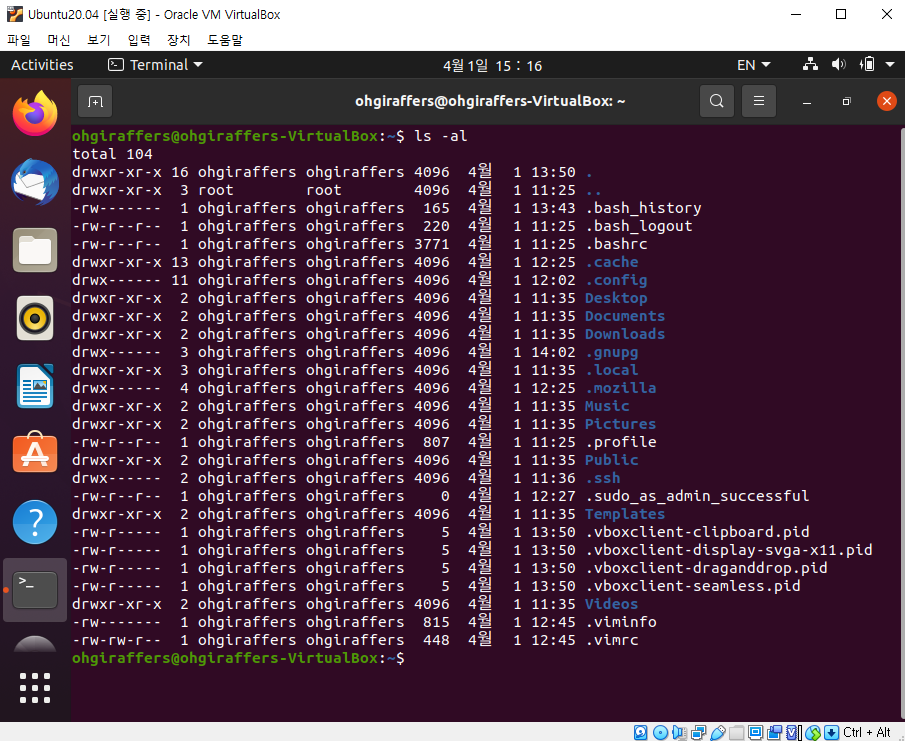 Ubuntu20.04 [실행 중] - Oracle VM VirtualBox
파일 머신 보기 입력 장치 도움말
Activities Terminal 4월 1일 15 : 16 EN
ohgiraffers@ohgiraffers-VirtualBox: ~
ohgiraffers@ohgiraffers-VirtualBox:~$ ls -al
total 104
drwxr-xr-x 16 ohgiraffers ohgiraffers 4096 4월 1 13:50 .
drwxr-xr-x 3 root root 4096 4월 1 11:25 ..
-rw------- 1 ohgiraffers ohgiraffers 165 4월 1 13:43 .bash_history
-rw-r--r-- 1 ohgiraffers ohgiraffers 220 4월 1 11:25 .bash_logout
-rw-r--r-- 1 ohgiraffers ohgiraffers 3771 4월 1 11:25 .bashrc
drwxr-xr-x 13 ohgiraffers ohgiraffers 4096 4월 1 12:25 .cache
drwx------ 11 ohgiraffers ohgiraffers 4096 4월 1 12:02 .config
drwxr-xr-x 2 ohgiraffers ohgiraffers 4096 4월 1 11:35 Desktop
drwxr-xr-x 2 ohgiraffers ohgiraffers 4096 4월 1 11:35 Documents
drwxr-xr-x 2 ohgiraffers ohgiraffers 4096 4월 1 11:35 Downloads
drwx------ 3 ohgiraffers ohgiraffers 4096 4월 1 14:02 .gnupg
drwxr-xr-x 3 ohgiraffers ohgiraffers 4096 4월 1 11:35 .local
drwx------ 4 ohgiraffers ohgiraffers 4096 4월 1 12:25 .mozilla
drwxr-xr-x 2 ohgiraffers ohgiraffers 4096 4월 1 11:35 Music
drwxr-xr-x 2 ohgiraffers ohgiraffers 4096 4월 1 11:35 Pictures
-rw-r--r-- 1 ohgiraffers ohgiraffers 807 4월 1 11:25 .profile
drwxr-xr-x 2 ohgiraffers ohgiraffers 4096 4월 1 11:35 Public
drwx------ 2 ohgiraffers ohgiraffers 4096 4월 1 11:36 .ssh
-rw-r--r-- 1 ohgiraffers ohgiraffers 0 4월 1 12:27 .sudo_as_admin_successful
drwxr-xr-x 2 ohgiraffers ohgiraffers 4096 4월 1 11:35 Templates
-rw-r----- 1 ohgiraffers ohgiraffers 5 4월 1 13:50 .vboxclient-clipboard.pid
-rw-r----- 1 ohgiraffers ohgiraffers 5 4월 1 13:50 .vboxclient-display-svga-x11.pid
-rw-r----- 1 ohgiraffers ohgiraffers 5 4월 1 13:50 .vboxclient-draganddrop.pid
-rw-r----- 1 ohgiraffers ohgiraffers 5 4월 1 13:50 .vboxclient-seamless.pid
drwxr-xr-x 2 ohgiraffers ohgiraffers 4096 4월 1 11:35 Videos
-rw------- 1 ohgiraffers ohgiraffers 815 4월 1 12:45 .viminfo
-rw-rw-r-- 1 ohgiraffers ohgiraffers 448 4월 1 12:45 .vimrc
ohgiraffers@ohgiraffers-VirtualBox:~$
Ctrl + Alt